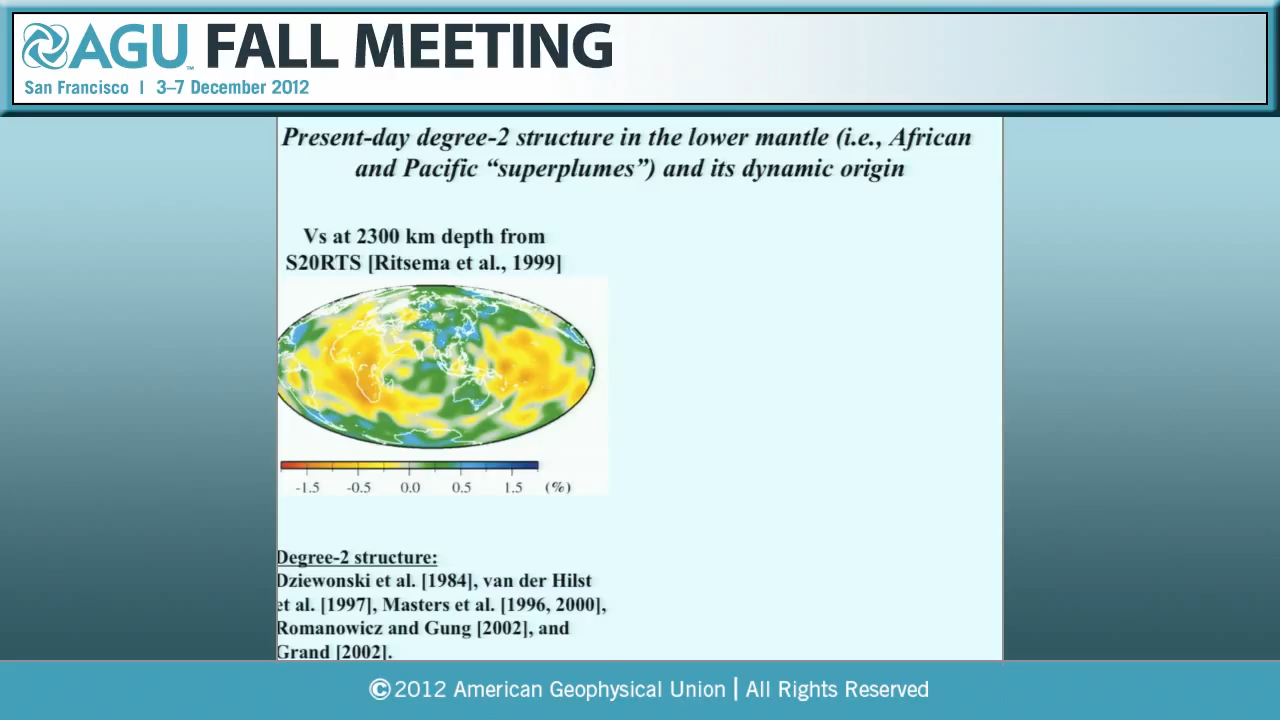 AGU™ FALL MEETING
San Francisco | 3–7 December 2012
Present-day degree-2 structure in the lower mantle (i.e., African
and Pacific “superplumes”) and its dynamic origin
Vs at 2300 km depth from
S20RTS [Ritsema et al., 1999]
-1.5 -0.5 0.0 0.5 1.5 (%)
Degree-2 structure:
Dziewonski et al. [1984], van der Hilst
et al. [1997], Masters et al. [1996, 2000],
Romanowicz and Gung [2002], and
Grand [2002].
©2012 American Geophysical Union | All Rights Reserved